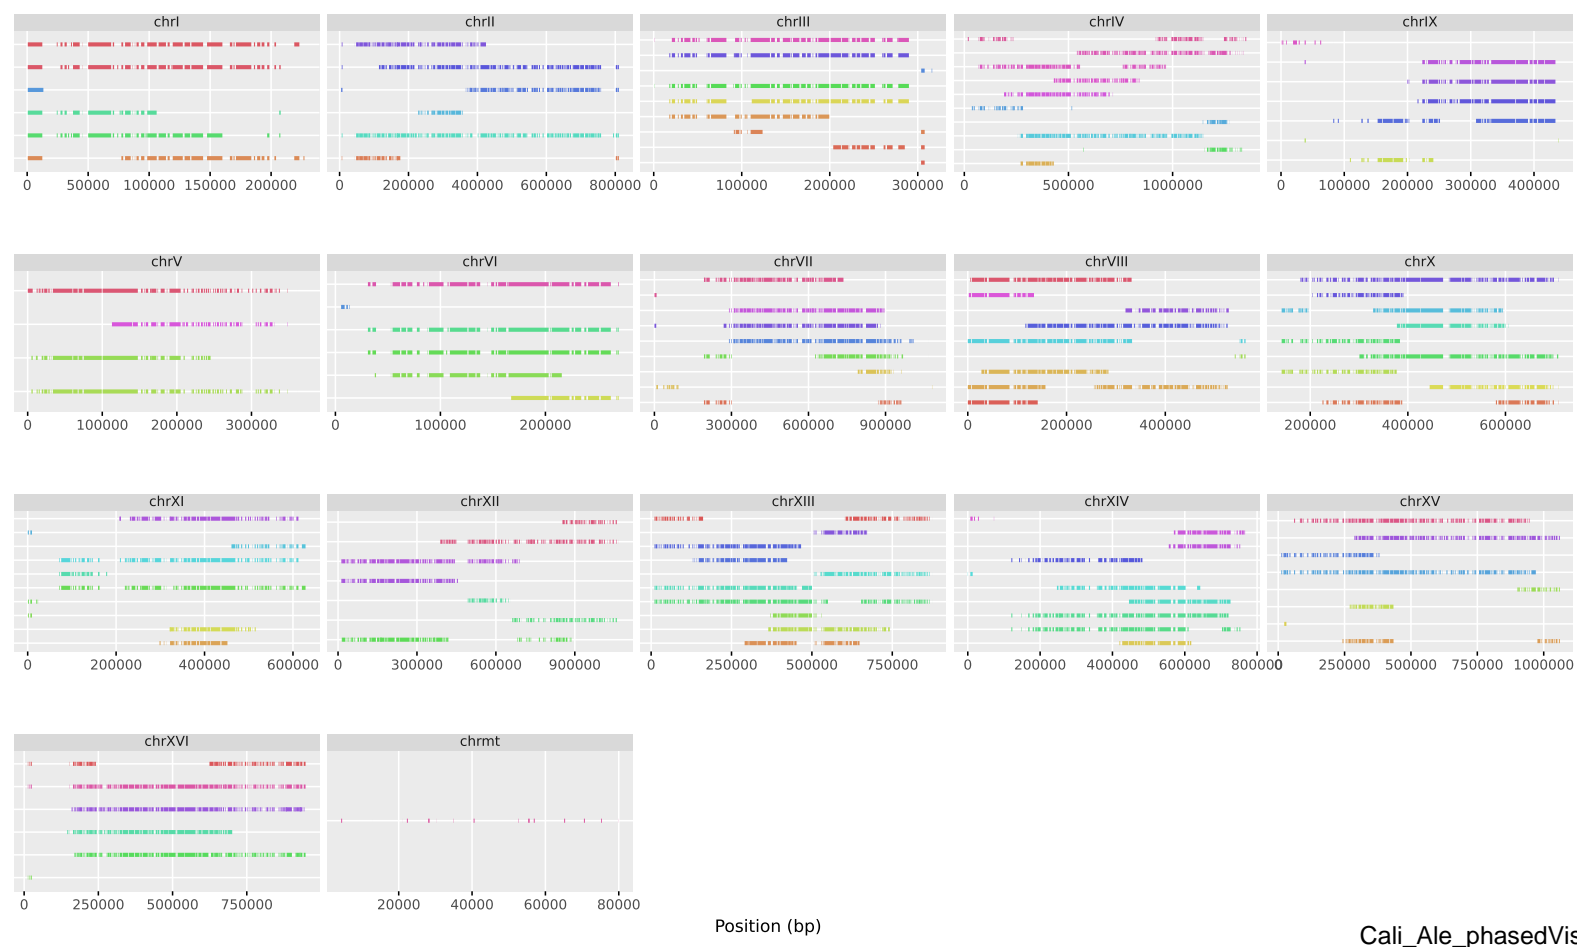 chrI chrII chrIII chrIV chrIX
0 50000 100000 150000 200000 0 200000 400000 600000 800000 0 100000 200000 300000 0 500000 1000000 0 100000 200000 300000 400000
chrV chrVI chrVII chrVIII chrX
0 100000 200000 300000 0 100000 200000 0 300000 600000 900000 0 200000 400000 200000 400000 600000
chrXI chrXII chrXIII chrXIV chrXV
0 200000 400000 600000 0 300000 600000 900000 0 250000 500000 750000 0 200000 400000 600000 800000 0 250000 500000 750000 1000000
chrXVI chrmt
0 250000 500000 750000 20000 40000 60000 80000
Position (bp)
Cali_Ale_phasedVis